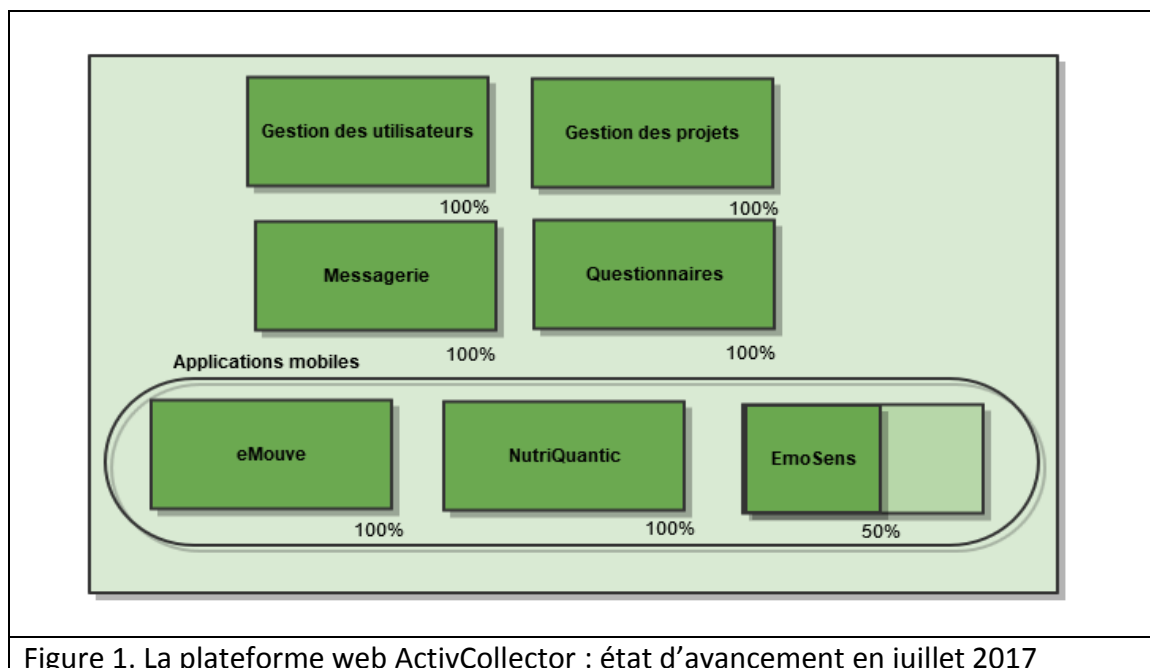 Gestion des utilisateurs
Gestion des projets
100%
100%
Messagerie
Questionnaires
100%
100%
Applications mobiles
eMouve
NutriQuantic
EmoSens
100%
100%
50%
Figure 1. La plateforme web ActivCollector : état d’avancement en juillet 2017